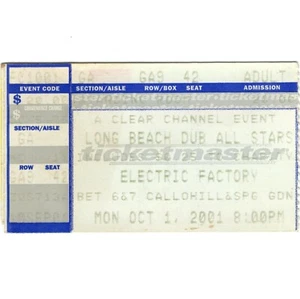 EVENT CODE SECTION/AISLE ROW/BOX SEAT ADMISSION
GA GA9 42 ADULT
$
A CLEAR CHANNEL EVENT
SECTION/AISLE
LONG BEACH DUB ALL STARS
ticketmaster
ROW SEAT
ELECTRIC FACTORY
BET 6&7 CALLOHILL&SPG GDN
MON OCT 1, 2001 8:00PM